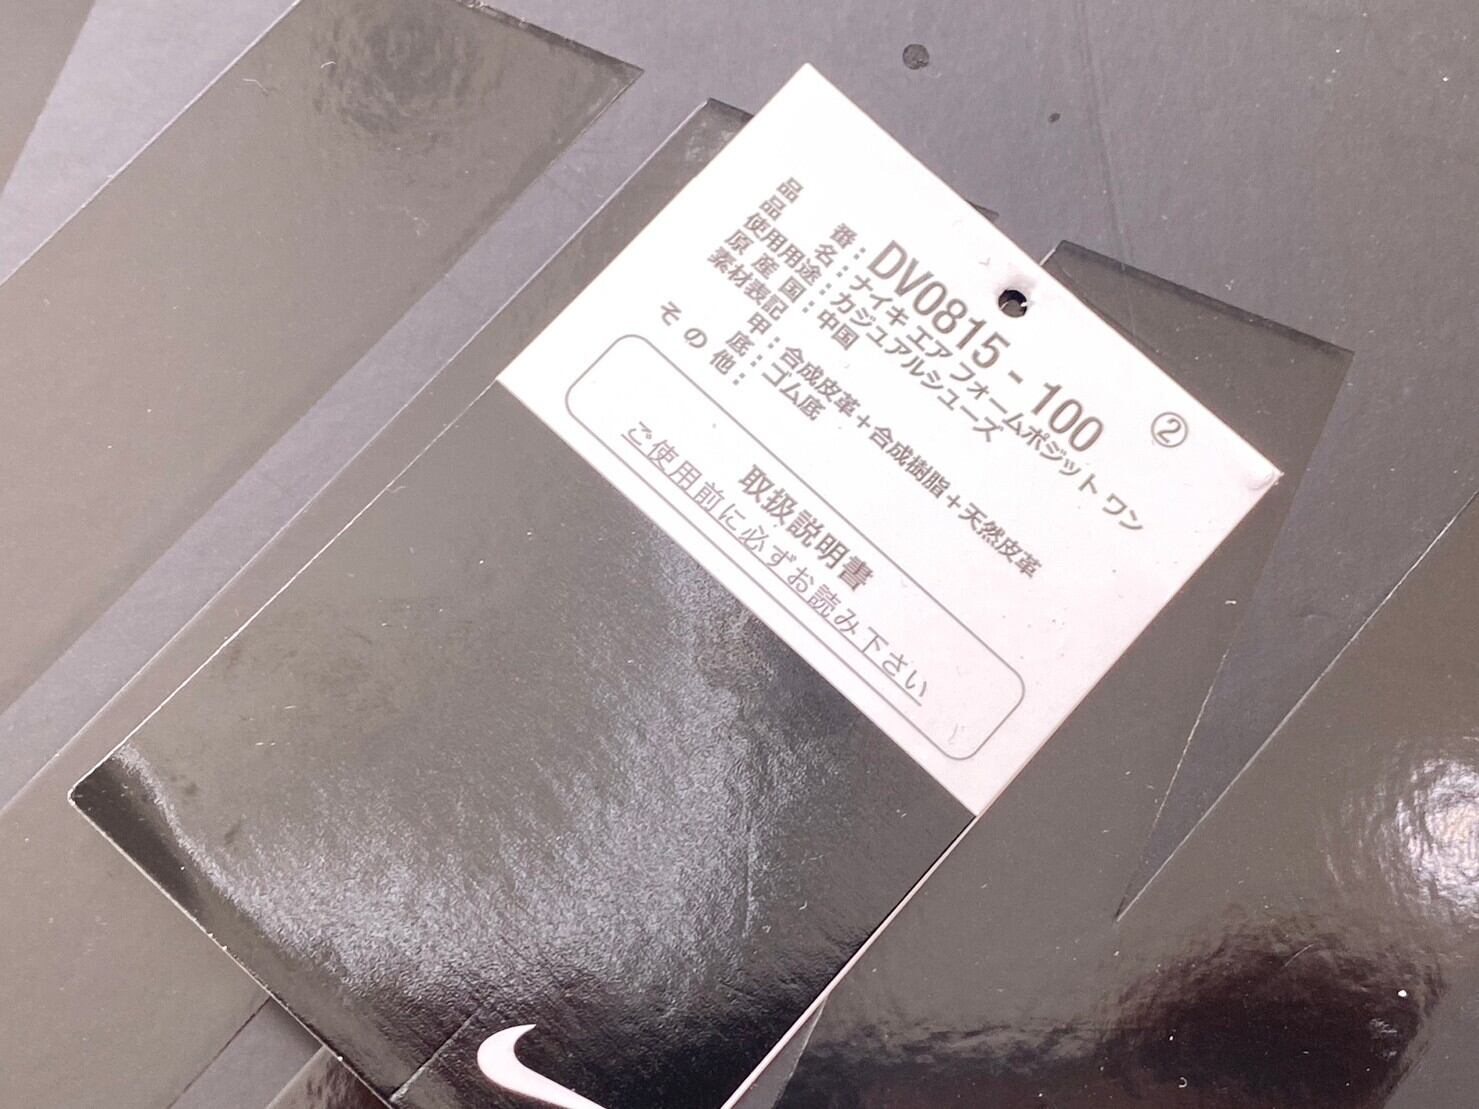 ②
品番：DV0815 - 100
品名：ナイキ エア フォームポジット ワン
使用用途：カジュアルシューズ
原産国：中国
素材表記
甲：合成皮革＋合成樹脂＋天然皮革
底：ゴム底
その他：
取扱説明書
ご使用前に必ずお読み下さい